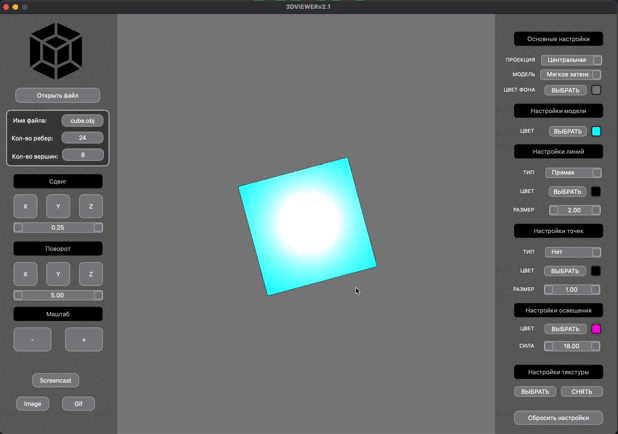 3DVIEWERv2.1
Открыть файл
Имя файла: cube.obj
Кол-во ребер: 24
Кол-во вершин: 8
Сдвиг
X Y Z
0.25
Поворот
X Y Z
5.00
Маштаб
- +
Screencast
Image Gif
Основные настройки
ПРОЕКЦИЯ Центральная
МОДЕЛЬ Мягкое затене
ЦВЕТ ФОНА ВЫБРАТЬ
Настройки модели
ЦВЕТ ВЫБРАТЬ
Настройки линий
ТИП Прямая
ЦВЕТ ВЫБРАТЬ
РАЗМЕР 2.00
Настройки точек
ТИП Нет
ЦВЕТ ВЫБРАТЬ
РАЗМЕР 1.00
Настройки освещения
ЦВЕТ ВЫБРАТЬ
СИЛА 18.00
Настройки текстуры
ВЫБРАТЬ СНЯТЬ
Сбросить настройки